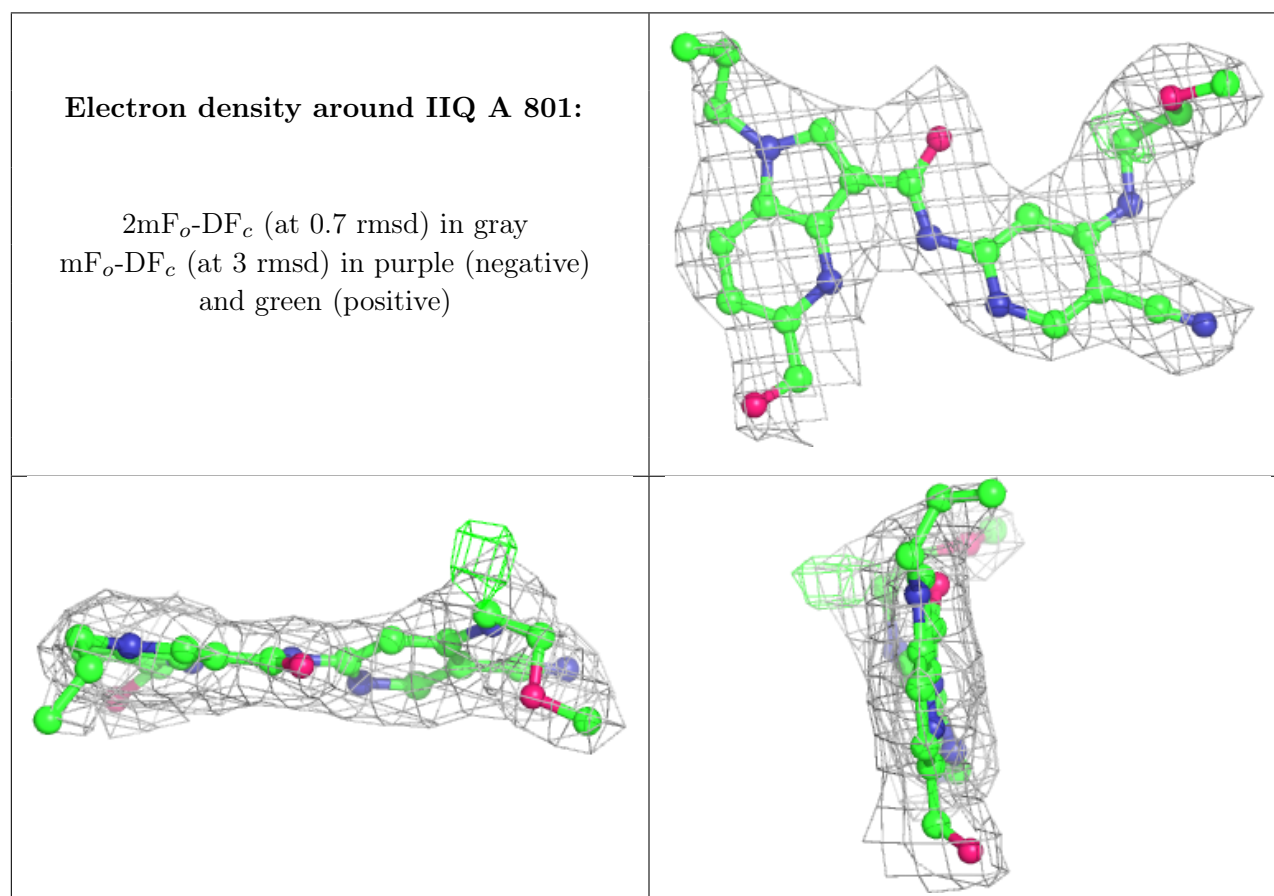 Electron density around IIQ A 801:
2mFo-DFc (at 0.7 rmsd) in gray
mFo-DFc (at 3 rmsd) in purple (negative)
and green (positive)